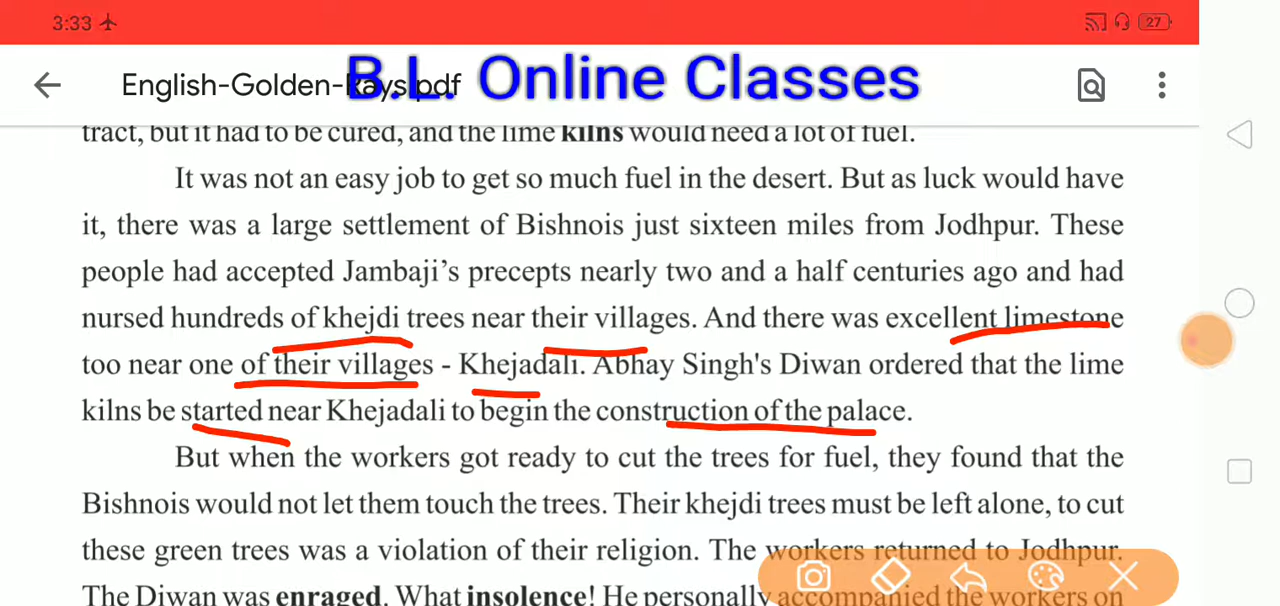 3:33
27
English-Golden-Rays.pdf
B.L. Online Classes
tract, but it had to be cured, and the lime kilns would need a lot of fuel.
It was not an easy job to get so much fuel in the desert. But as luck would have
it, there was a large settlement of Bishnois just sixteen miles from Jodhpur. These
people had accepted Jambaji's precepts nearly two and a half centuries ago and had
nursed hundreds of khejdi trees near their villages. And there was excellent limestone
too near one of their villages - Khejadali. Abhay Singh's Diwan ordered that the lime
kilns be started near Khejadali to begin the construction of the palace.
But when the workers got ready to cut the trees for fuel, they found that the
Bishnois would not let them touch the trees. Their khejdi trees must be left alone, to cut
these green trees was a violation of their religion. The workers returned to Jodhpur.
The Diwan was enraged. What insolence! He personally accompanied the workers on